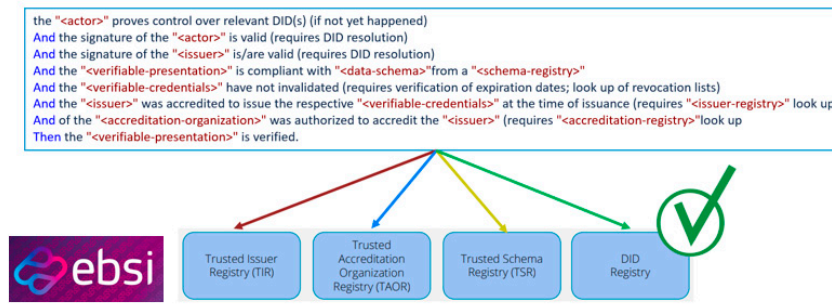 the "<actor>" proves control over relevant DID(s) (if not yet happened)
And the signature of the "<actor>" is valid (requires DID resolution)
And the signature of the "<issuer>" is/are valid (requires DID resolution)
And the "<verifiable-presentation>" is compliant with "<data-schema>"from a "<schema-registry>"
And the "<verifiable-credentials>" have not invalidated (requires verification of expiration dates; look up of revocation lists)
And the "<issuer>" was accredited to issue the respective "<verifiable-credentials>" at the time of issuance (requires "<issuer-registry>" look up
And of the "<accreditation-organization>" was authorized to accredit the "<issuer>" (requires "<accreditation-registry>"look up
Then the "<verifiable-presentation>" is verified.
ebsi
Trusted Issuer
Registry (TIR)
Trusted
Accreditation
Organization
Registry (TAOR)
Trusted Schema
Registry (TSR)
DID
Registry